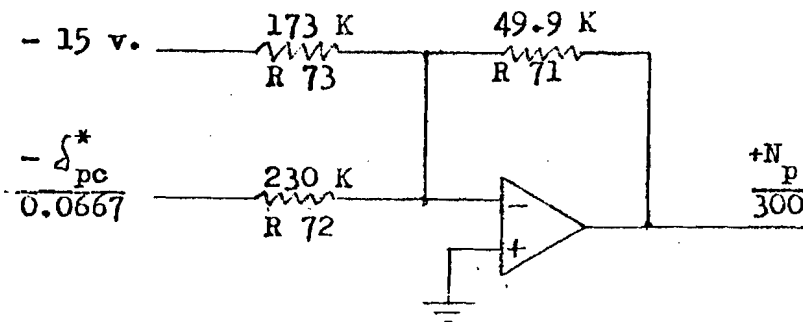 - 15 v.
173 K
R 73
49.9 K
R 71
- δ*pc
0.0667
230 K
R 72
-
+
+Np
300